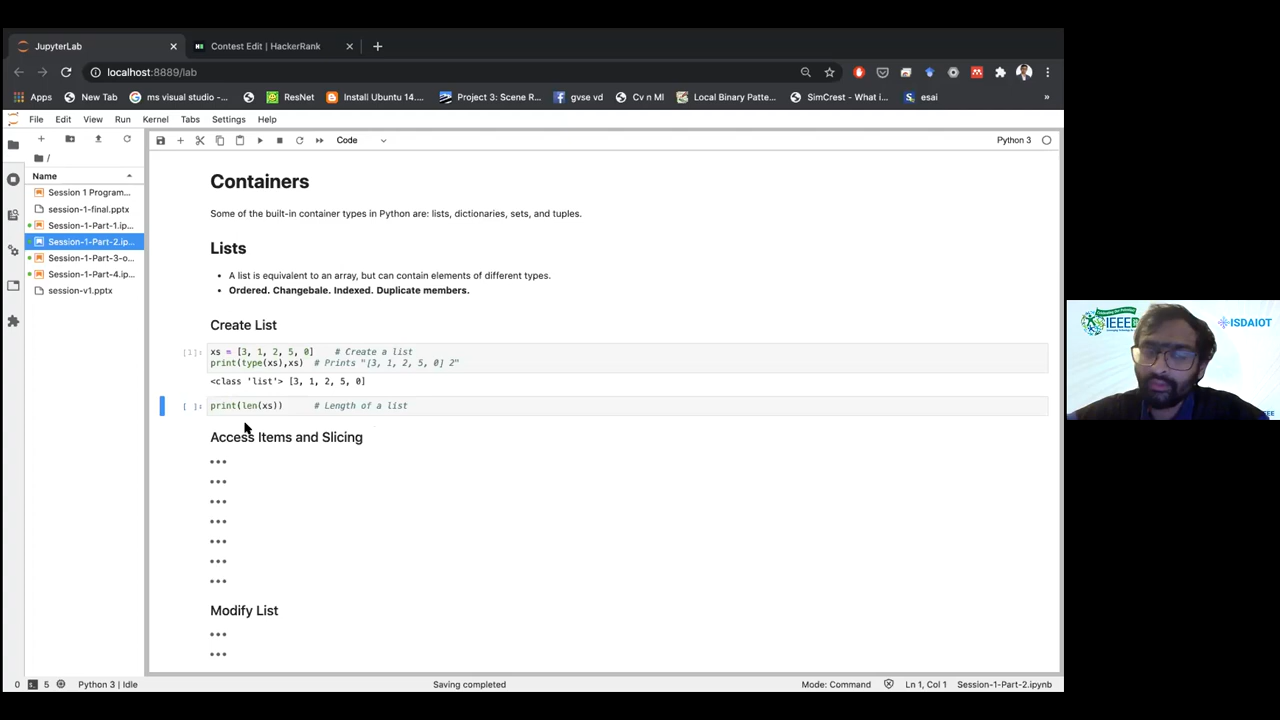 JupyterLab
Contest Edit | HackerRank
localhost:8889/lab
Apps
New Tab
ms visual studio -...
ResNet
Install Ubuntu 14....
Project 3: Scene R...
gvse vd
Cv n Ml
Local Binary Patte...
SimCrest - What i...
esai
»
File Edit View Run Kernel Tabs Settings Help
Code
Python 3
/
Name
Session 1 Program...
session-1-final.pptx
Session-1-Part-1.ip...
Session-1-Part-2.ip...
Session-1-Part-3-o...
Session-1-Part-4.ip...
session-v1.pptx
Containers
Some of the built-in container types in Python are: lists, dictionaries, sets, and tuples.
Lists
• A list is equivalent to an array, but can contain elements of different types.
• Ordered. Changebale. Indexed. Duplicate members.
Create List
[1]: xs = [3, 1, 2, 5, 0] # Create a list
print(type(xs),xs) # Prints "[3, 1, 2, 5, 0] 2"
<class 'list'> [3, 1, 2, 5, 0]
[ ]: print(len(xs)) # Length of a list
Access Items and Slicing
•••
•••
•••
•••
•••
•••
•••
Modify List
•••
•••
0 5 Python 3 | Idle
Saving completed
Mode: Command Ln 1, Col 1 Session-1-Part-2.ipynb
IEEE
ISDAIOT